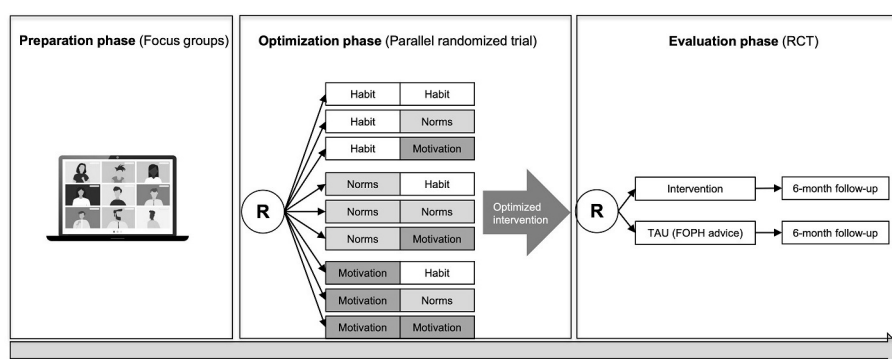 Preparation phase (Focus groups)
Optimization phase (Parallel randomized trial)
Evaluation phase (RCT)
Habit Habit
Habit Norms
Habit Motivation
Norms Habit
Norms Norms
Norms Motivation
Motivation Habit
Motivation Norms
Motivation Motivation
R
Optimized
intervention
R
Intervention 6-month follow-up
TAU (FOPH advice) 6-month follow-up